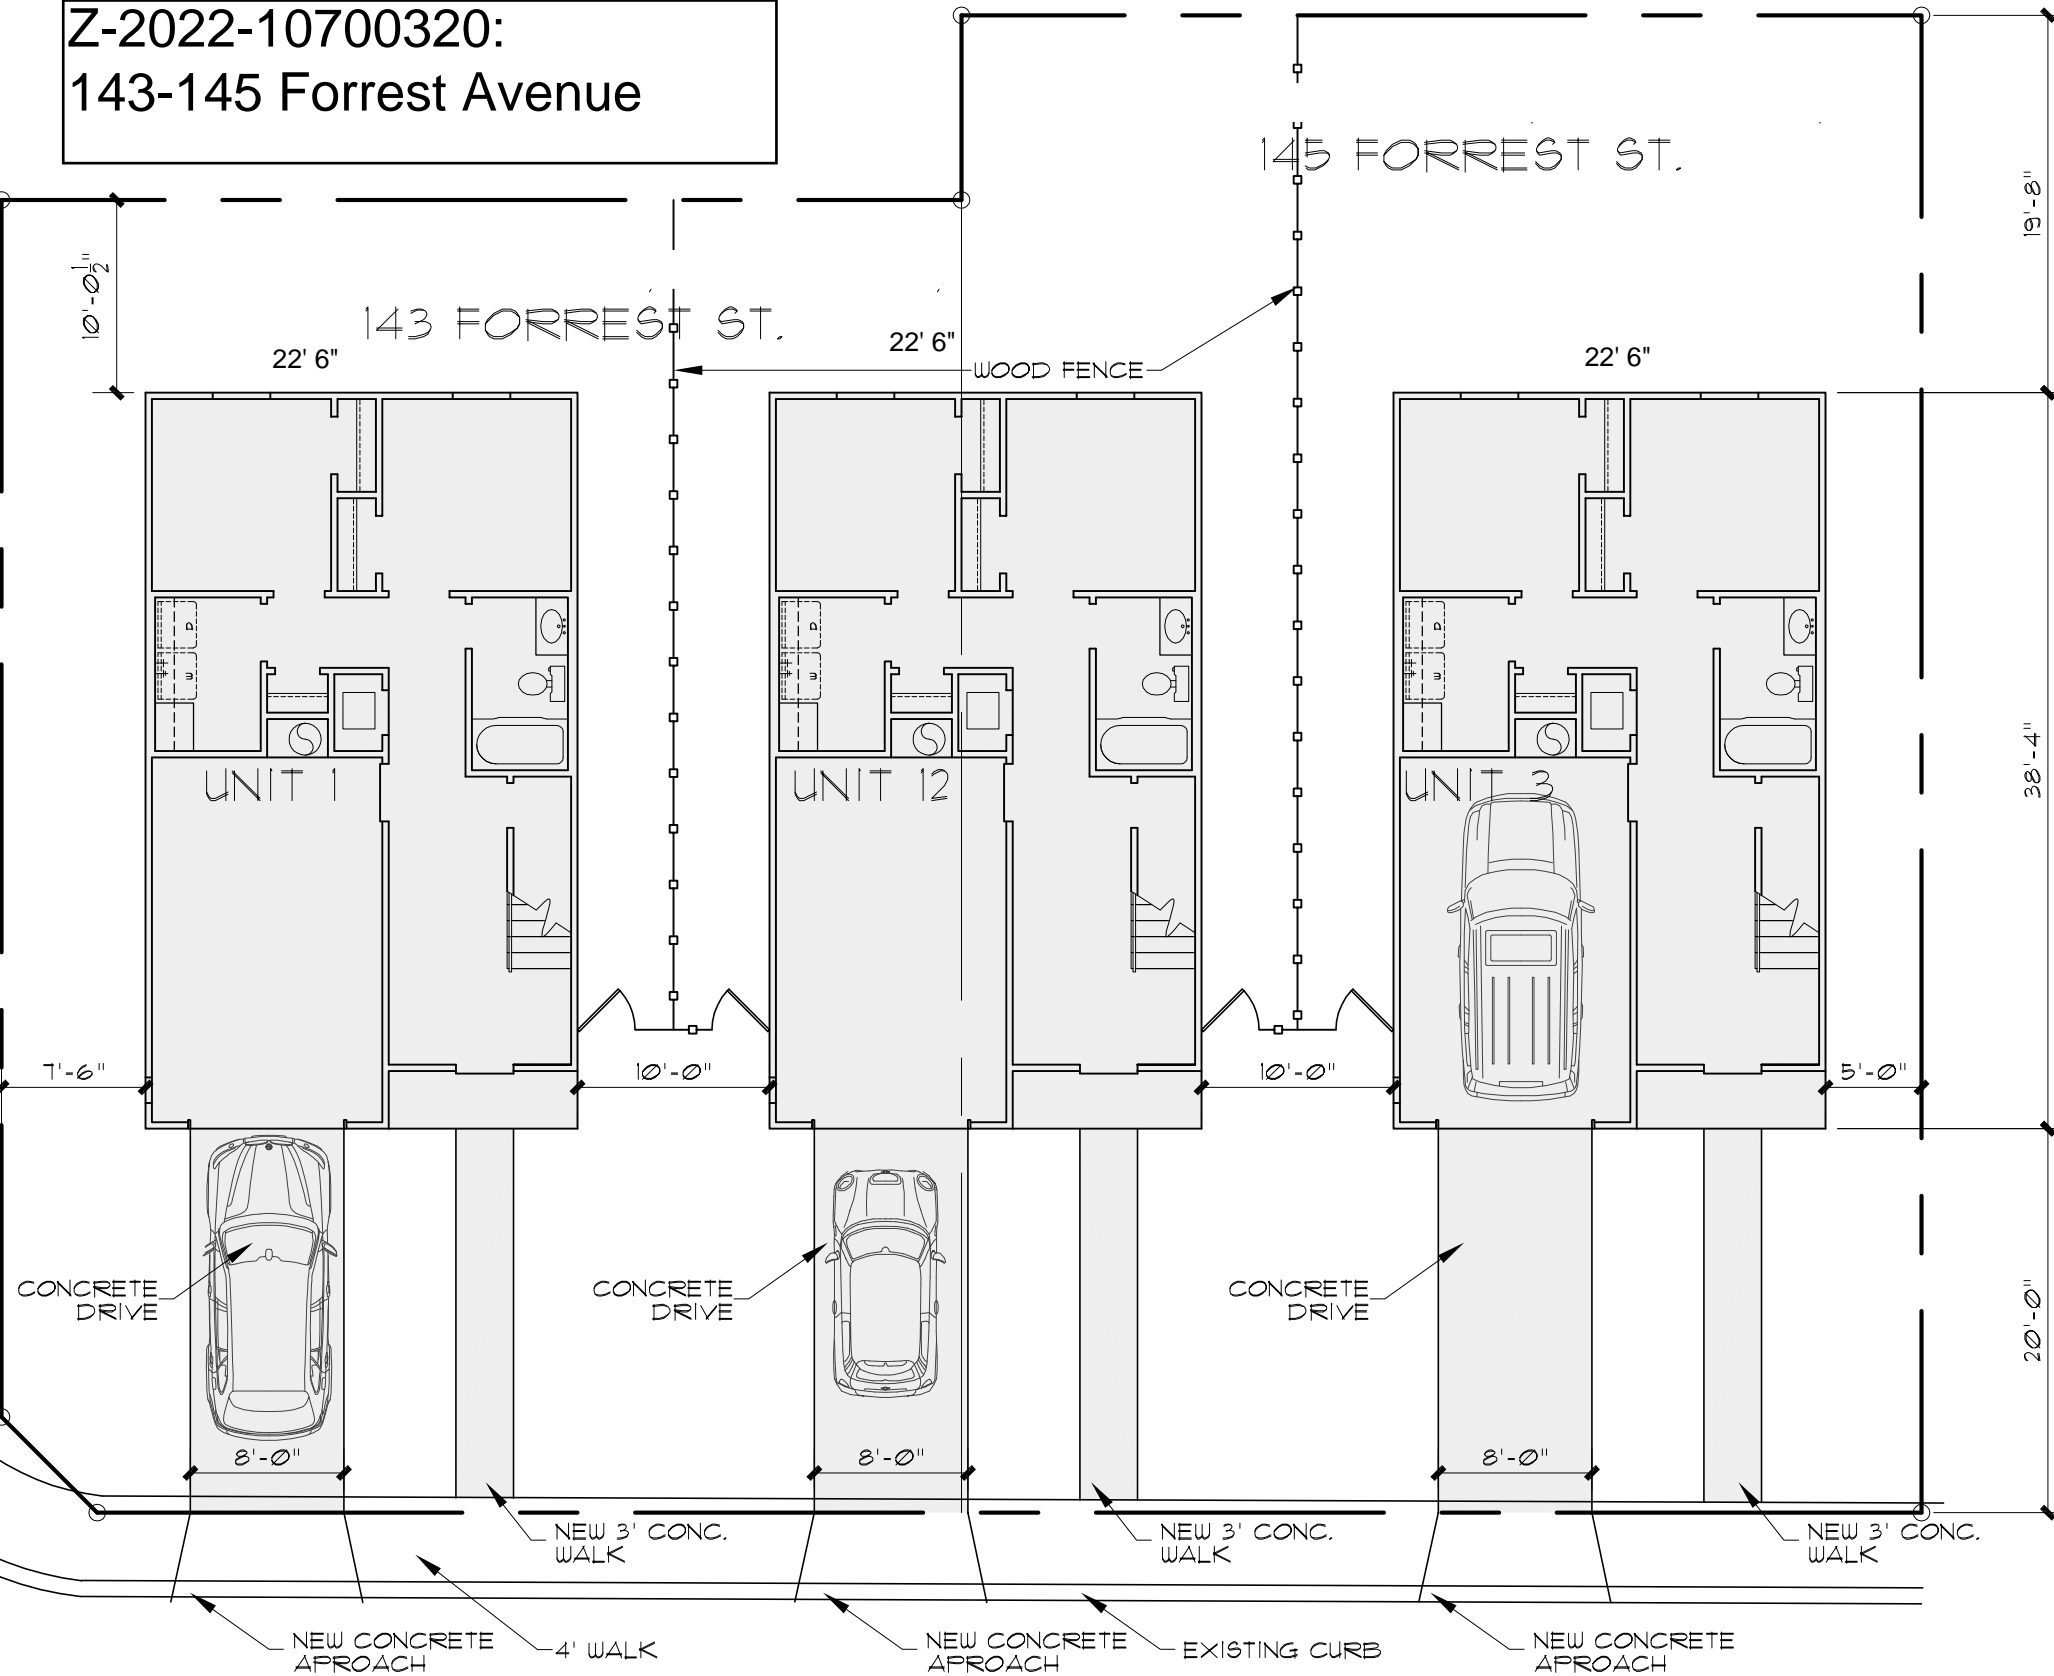 Z-2022-10700320:
143-145 Forrest Avenue
145 FORREST ST.
19'-8"
10'-0½"
143 FORREST ST.
22' 6"
22' 6"
22' 6"
WOOD FENCE
D
W
D
W
D
W
UNIT 1
UNIT 12
UNIT 3
38'-4"
7'-6"
10'-0"
10'-0"
5'-0"
CONCRETE
DRIVE
CONCRETE
DRIVE
CONCRETE
DRIVE
20'-0"
8'-0"
8'-0"
8'-0"
NEW 3' CONC.
WALK
NEW 3' CONC.
WALK
NEW 3' CONC.
WALK
NEW CONCRETE
APROACH
4' WALK
NEW CONCRETE
APROACH
EXISTING CURB
NEW CONCRETE
APROACH